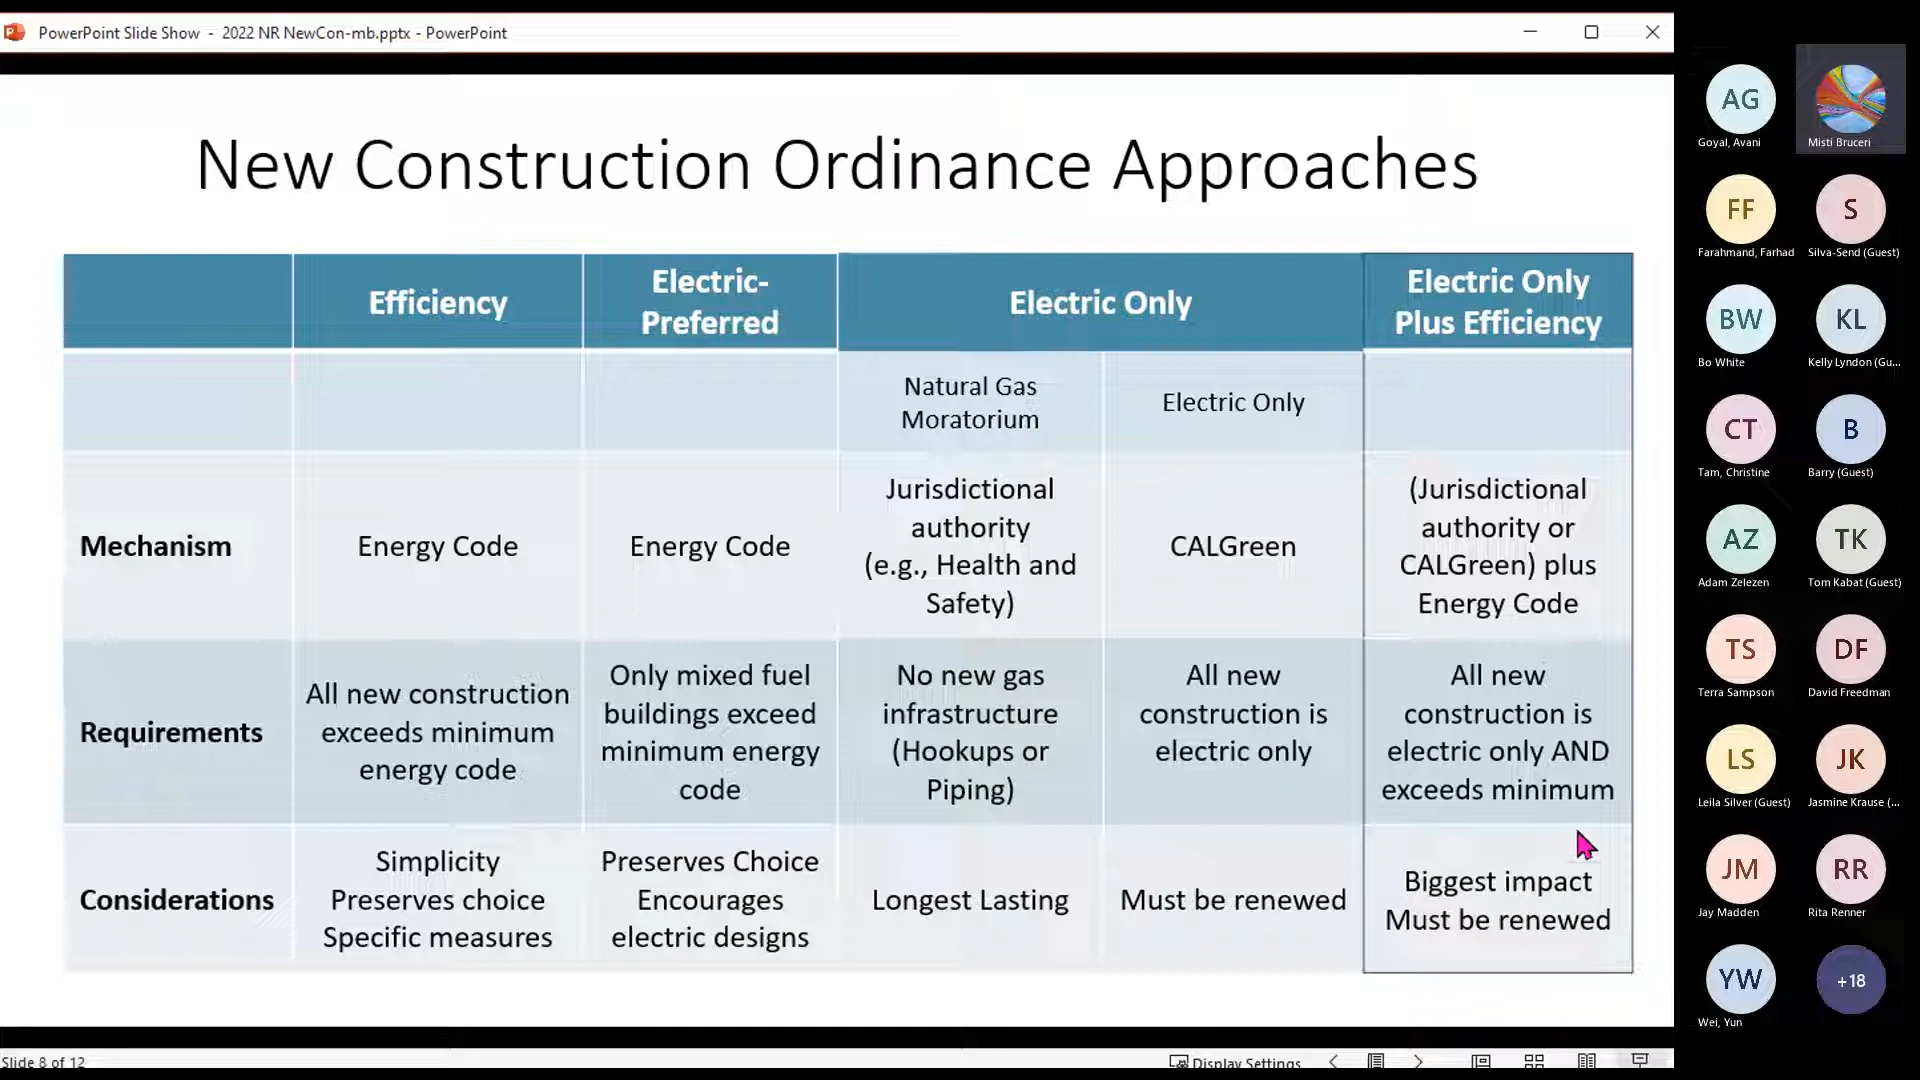 PowerPoint Slide Show - 2022 NR NewCon-mb.pptx - PowerPoint
New Construction Ordinance Approaches
Efficiency
Electric-
Preferred
Electric Only
Electric Only
Plus Efficiency
Natural Gas
Moratorium
Electric Only
Mechanism
Energy Code
Energy Code
Jurisdictional
authority
(e.g., Health and
Safety)
CALGreen
(Jurisdictional
authority or
CALGreen) plus
Energy Code
Requirements
All new construction
exceeds minimum
energy code
Only mixed fuel
buildings exceed
minimum energy
code
No new gas
infrastructure
(Hookups or
Piping)
All new
construction is
electric only
All new
construction is
electric only AND
exceeds minimum
Considerations
Simplicity
Preserves choice
Specific measures
Preserves Choice
Encourages
electric designs
Longest Lasting
Must be renewed
Biggest impact
Must be renewed
Slide 8 of 12
Display Settings
AG
Goyal, Avani
Misti Bruceri
FF
Farahmand, Farhad
S
Silva-Send (Guest)
BW
Bo White
KL
Kelly Lyndon (Gu...
CT
Tam, Christine
B
Barry (Guest)
AZ
Adam Zelezen
TK
Tom Kabat (Guest)
TS
Terra Sampson
DF
David Freedman
LS
Leila Silver (Guest)
JK
Jasmine Krause (...
JM
Jay Madden
RR
Rita Renner
YW
Wei, Yun
+18